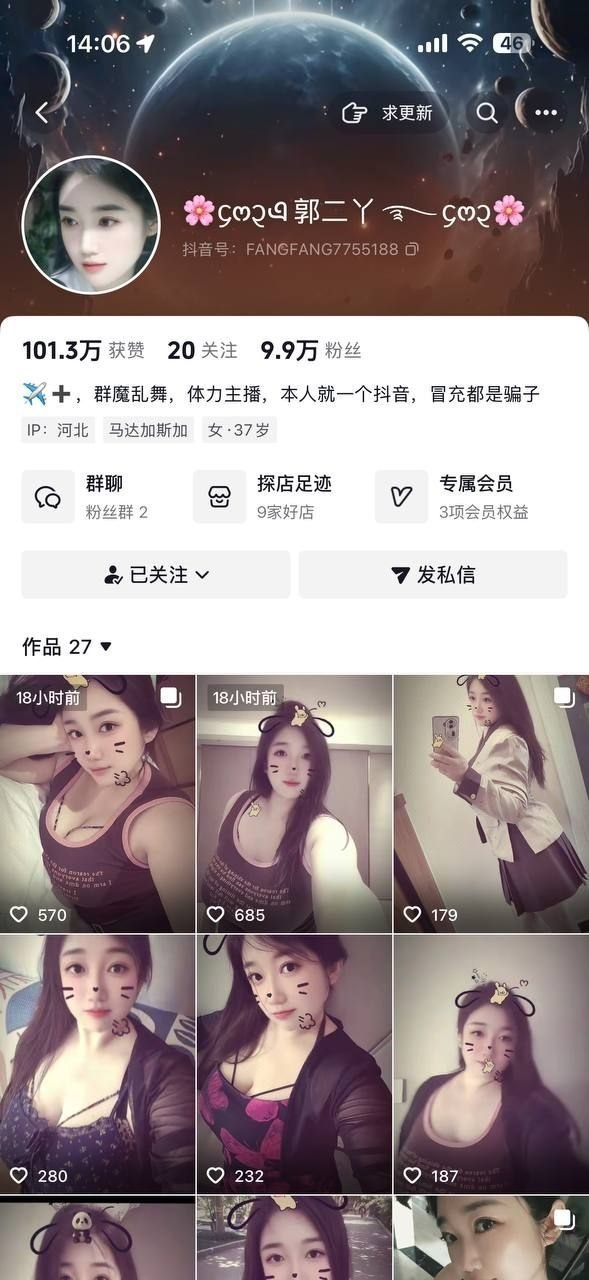 14:06
46
求更新
🌸ςოշ၎郭二丫࿐ςოշ🌸
抖音号：FANGFANG7755188
101.3万 获赞 20 关注 9.9万 粉丝
✈️➕，群魔乱舞，体力主播，本人就一个抖音，冒充都是骗子
IP：河北 马达加斯加 女·37岁
群聊 探店足迹 专属会员
粉丝群 2 9家好店 3项会员权益
已关注 发私信
作品 27
18小时前 18小时前
570 685 179
280 232 187